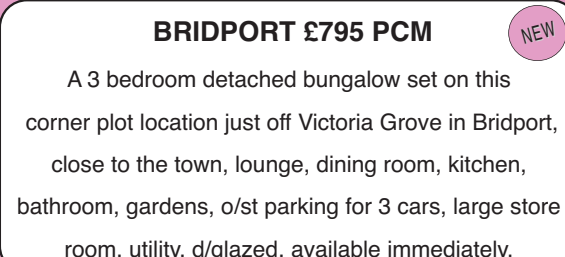 BRIDPORT £795 PCM
NEW
A 3 bedroom detached bungalow set on this
corner plot location just off Victoria Grove in Bridport,
close to the town, lounge, dining room, kitchen,
bathroom, gardens, o/st parking for 3 cars, large store
room, utility, d/glazed, available immediately.